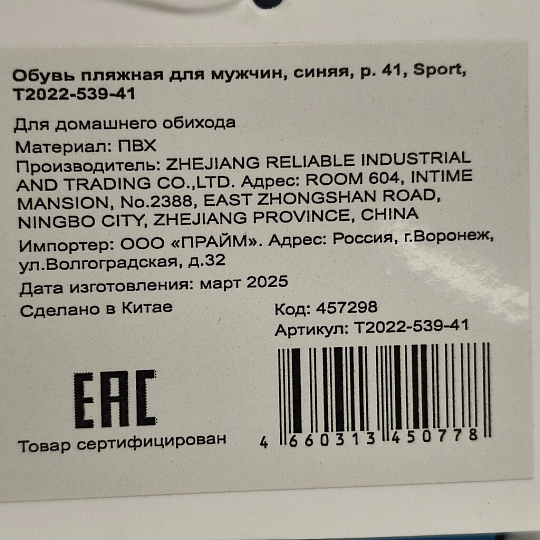 Обувь пляжная для мужчин, синяя, р. 41, Sport,
T2022-539-41
Для домашнего обихода
Материал: ПВХ
Производитель: ZHEJIANG RELIABLE INDUSTRIAL
AND TRADING CO.,LTD. Адрес: ROOM 604, INTIME
MANSION, No.2388, EAST ZHONGSHAN ROAD,
NINGBO CITY, ZHEJIANG PROVINCE, CHINA
Импортер: ООО «ПРАЙМ». Адрес: Россия, г.Воронеж,
ул.Волгоградская, д.32
Дата изготовления: март 2025
Сделано в Китае
Код: 457298
Артикул: T2022-539-41
EAC
Товар сертифицирован
4 660313 450778